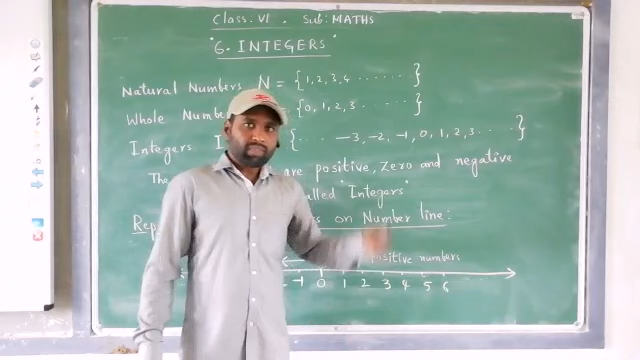 Class: VI . Sub: MATHS
"6. INTEGERS"
Natural Numbers N = {1, 2, 3, 4 ......}
Whole = {0, 1, 2, 3 ......}
Integers I {... -3, -2, -1, 0, 1, 2, 3 .....}
The are positive, Zero and negative
"Integers"
on Number line:
positive numbers
-1 0 1 2 3 4 5 6